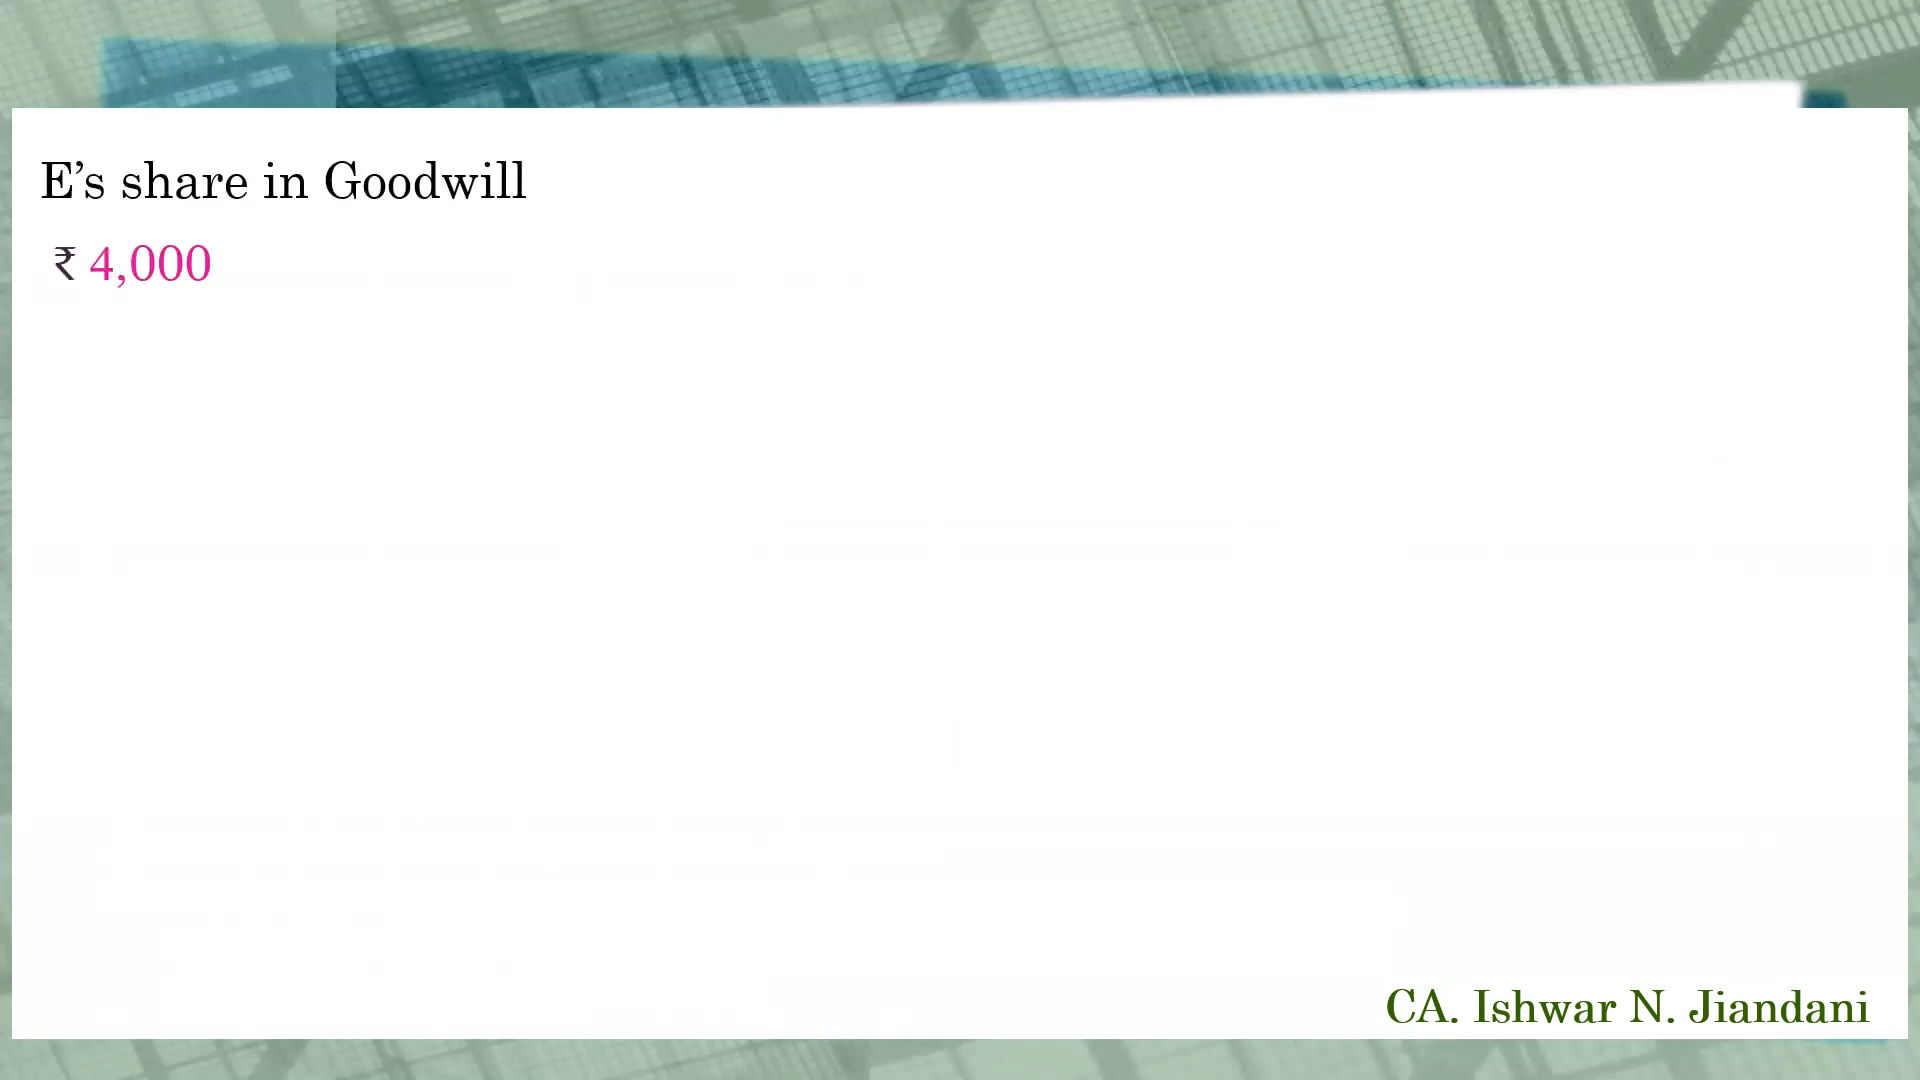 E’s share in Goodwill
₹ 4,000
CA. Ishwar N. Jiandani